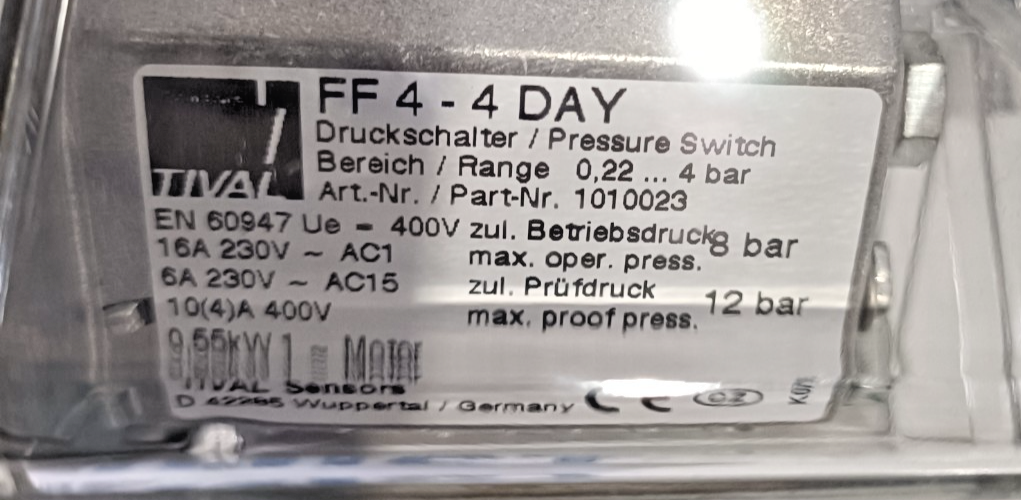 FF 4 - 4 DAY
Druckschalter / Pressure Switch
Bereich / Range 0,22 ... 4 bar
TIVAL
Art.-Nr. / Part-Nr. 1010023
EN 60947 Ue = 400V
16A 230V ~ AC1
6A 230V ~ AC15
10(4)A 400V
zul. Betriebsdruck 8 bar
max. oper. press.
zul. Prüfdruck 12 bar
max. proof press.
Motor
TIVAL Sensors
Wuppertal / Germany
CE